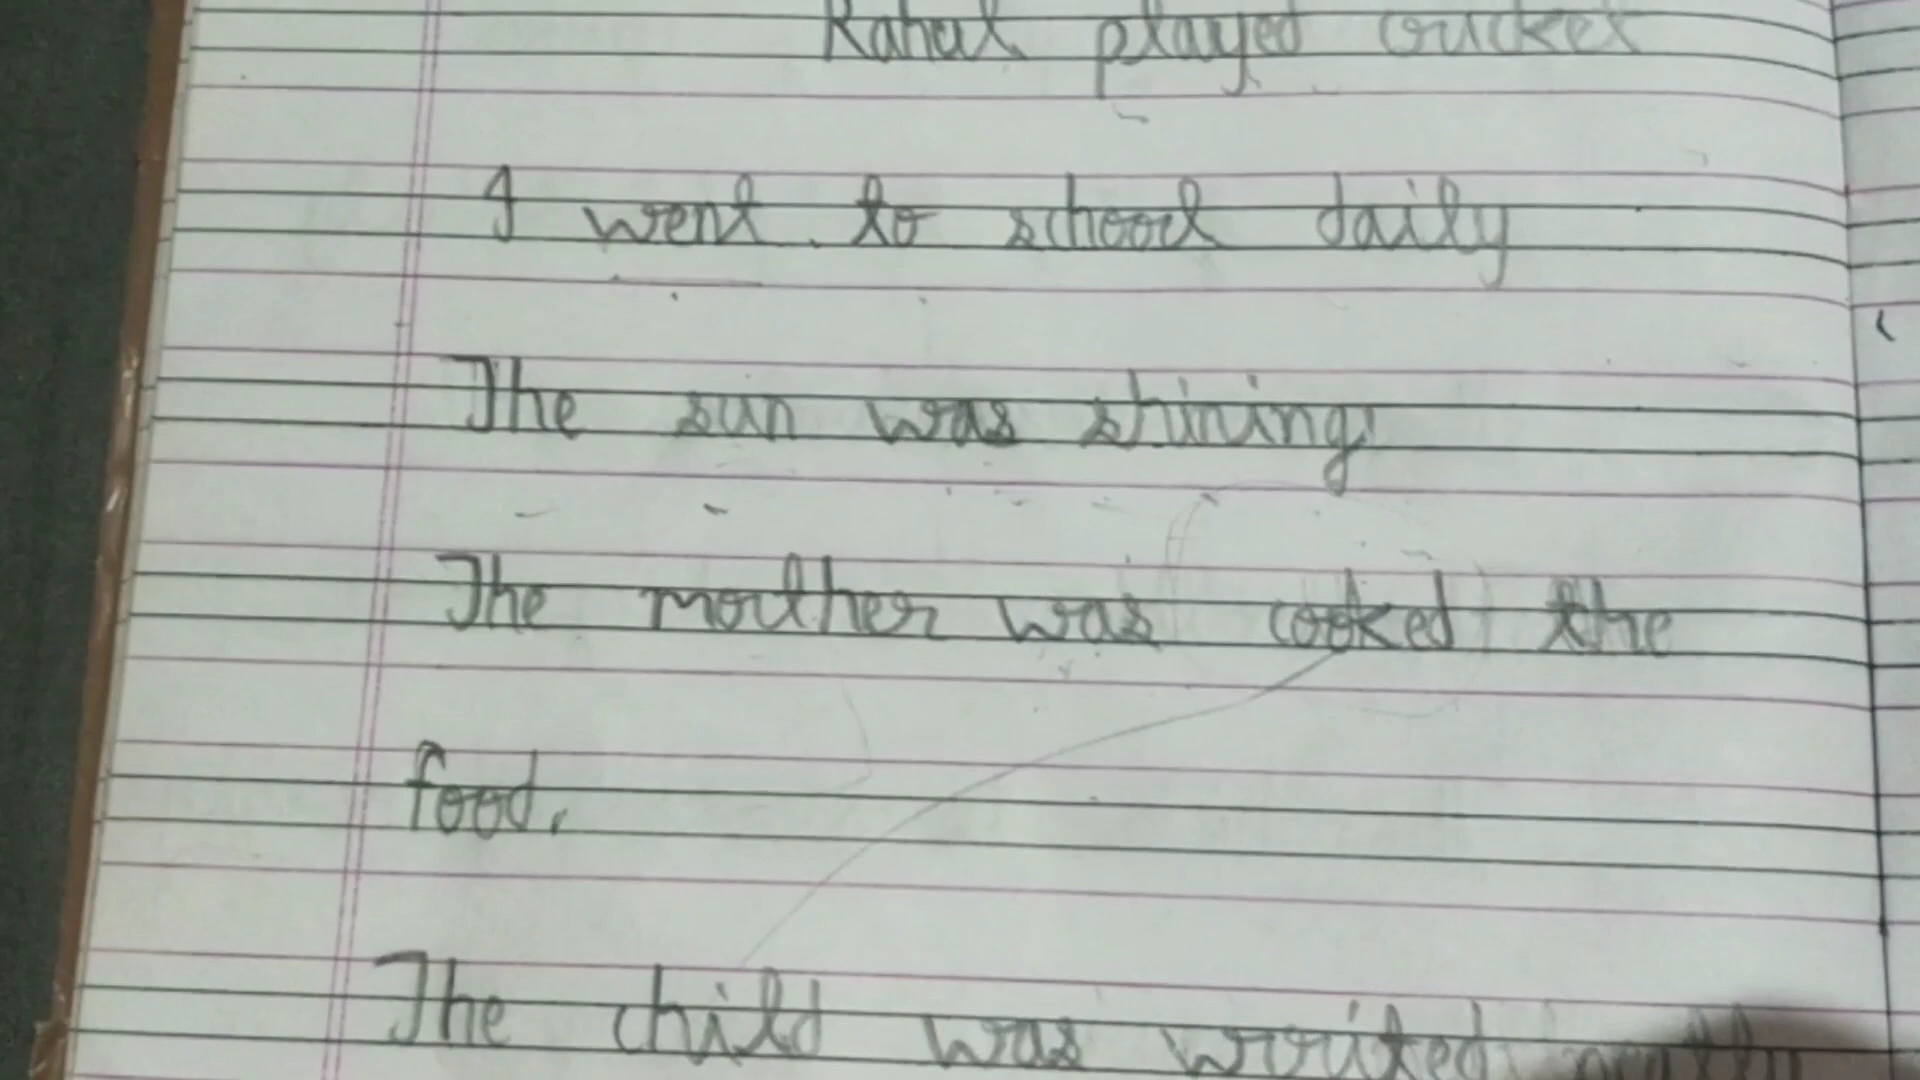 Rahul played cricket
I went to school daily
The sun was shining.
The mother was cooked the
food.
The child was writed